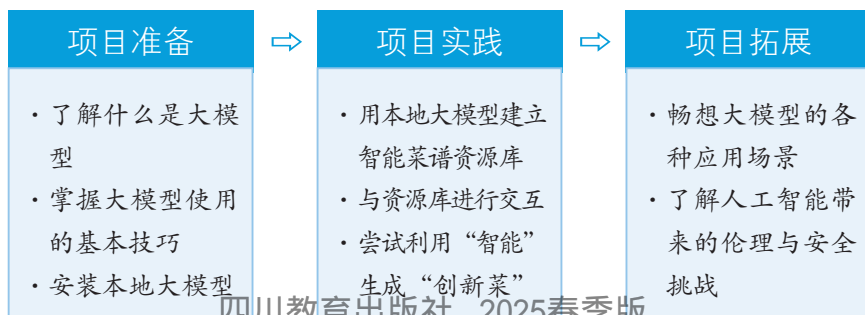 项目准备
⇨
项目实践
⇨
项目拓展
·了解什么是大模
型
·掌握大模型使用
的基本技巧
·安装本地大模型
·用本地大模型建立
智能菜谱资源库
·与资源库进行交互
·尝试利用“智能”
生成“创新菜”
·畅想大模型的各
种应用场景
·了解人工智能带
来的伦理与安全
挑战
四川教育出版社 2025春季版